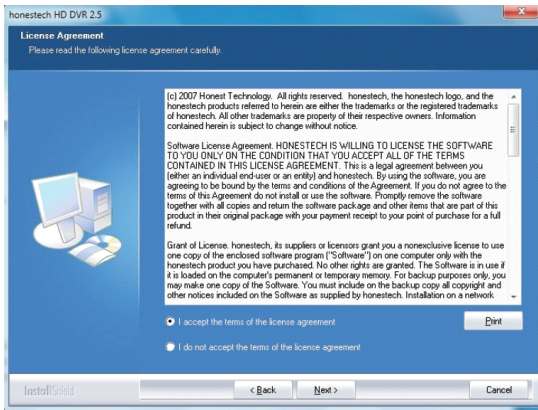 honestech HD DVR 2.5
License Agreement
Please read the following license agreement carefully.
(c) 2007 Honest Technology. All rights reserved. honestech, the honestech logo, and the
honestech products referred to herein are either the trademarks or the registered trademarks
of honestech. All other trademarks are property of their respective owners. Information
contained herein is subject to change without notice.
Software License Agreement. HONESTECH IS WILLING TO LICENSE THE SOFTWARE
TO YOU ONLY ON THE CONDITION THAT YOU ACCEPT ALL OF THE TERMS
CONTAINED IN THIS LICENSE AGREEMENT. This is a legal agreement between you
(either an individual end-user or an entity) and honestech. By using the software, you are
agreeing to be bound by the terms and conditions of the Agreement. If you do not agree to the
terms of this Agreement do not install or use the software. Promptly remove the software
together with all copies and return the software package and other items that are part of this
product in their original package with your payment receipt to your point of purchase for a full
refund.
Grant of License. honestech, its suppliers or licensors grant you a nonexclusive license to use
one copy of the enclosed software program ("Software") on one computer only with the
honestech product you have purchased. No other rights are granted. The Software is in use if
it is loaded on the computer's permanent or temporary memory. For backup purposes only, you
may make one copy of the Software. You must include on the backup copy all copyright and
other notices included on the Software as supplied by honestech. Installation on a network
I accept the terms of the license agreement
Print
I do not accept the terms of the license agreement
InstallShield
< Back
Next >
Cancel